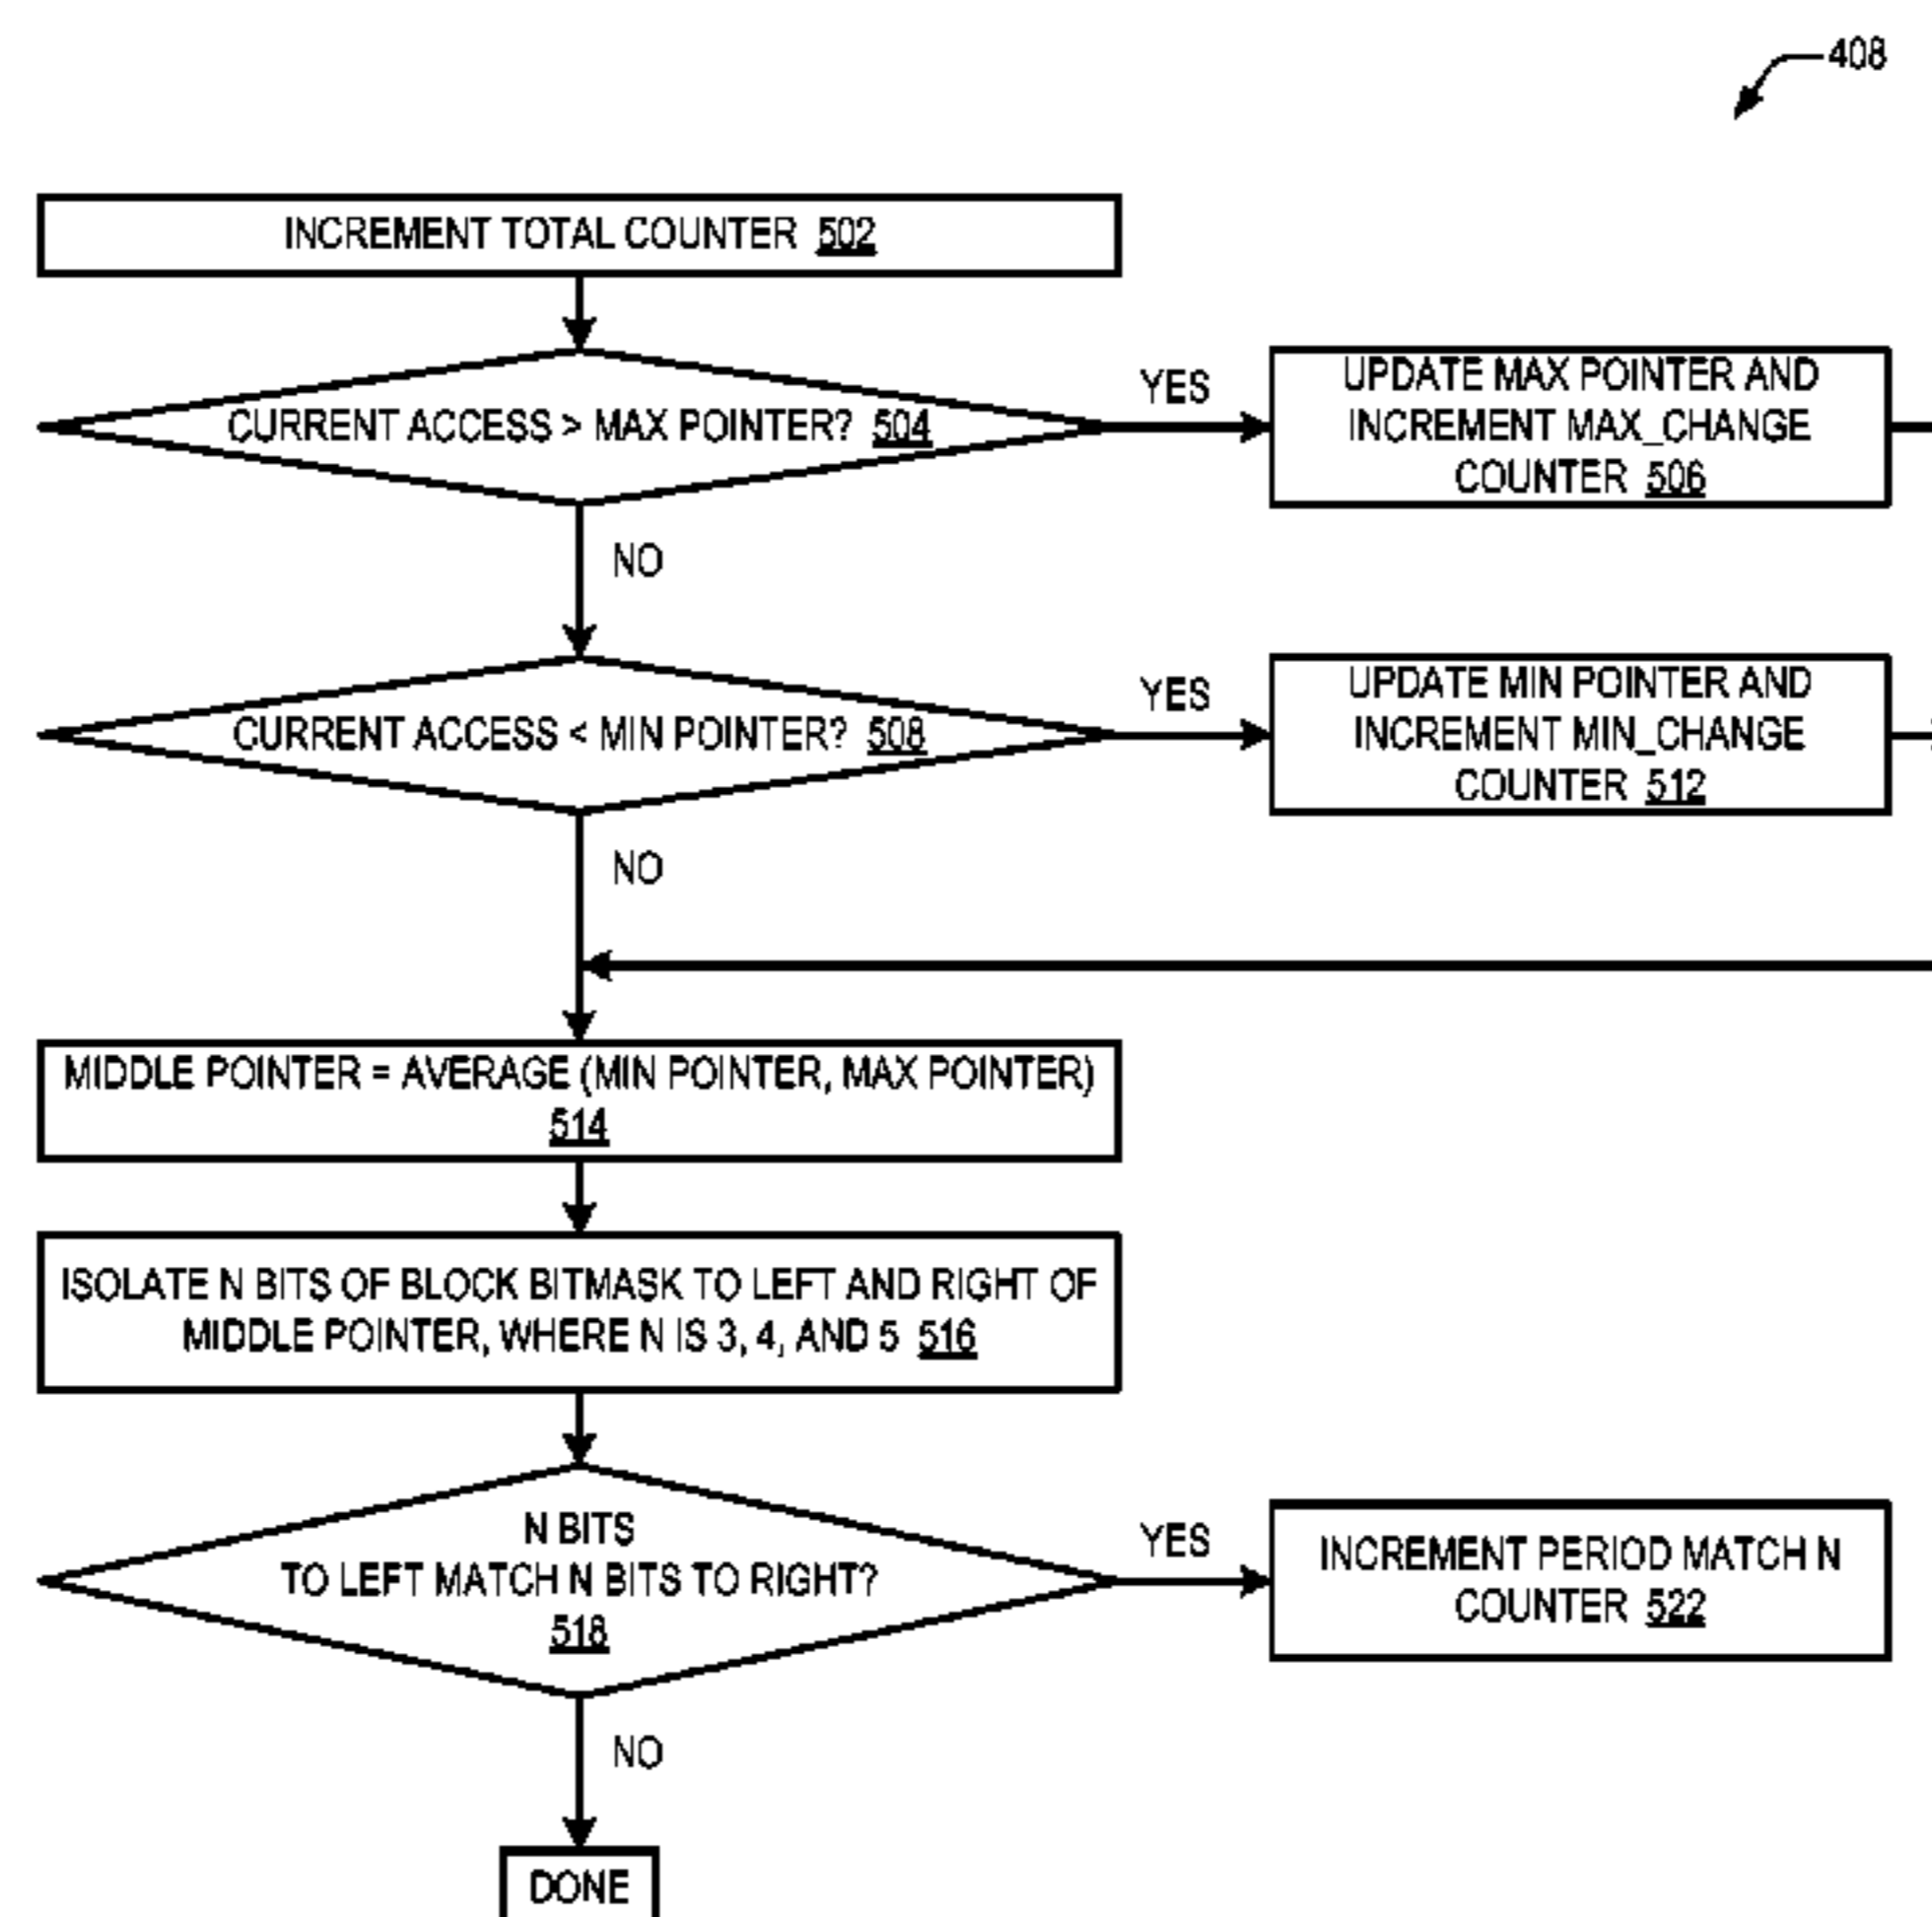 408
INCREMENT TOTAL COUNTER 502
CURRENT ACCESS > MAX POINTER? 504
YES
UPDATE MAX POINTER AND
INCREMENT MAX_CHANGE
COUNTER 506
NO
CURRENT ACCESS < MIN POINTER? 508
YES
UPDATE MIN POINTER AND
INCREMENT MIN_CHANGE
COUNTER 512
NO
MIDDLE POINTER = AVERAGE (MIN POINTER, MAX POINTER)
514
ISOLATE N BITS OF BLOCK BITMASK TO LEFT AND RIGHT OF
MIDDLE POINTER, WHERE N IS 3, 4, AND 5 516
N BITS
TO LEFT MATCH N BITS TO RIGHT?
518
YES
INCREMENT PERIOD MATCH N
COUNTER 522
NO
DONE